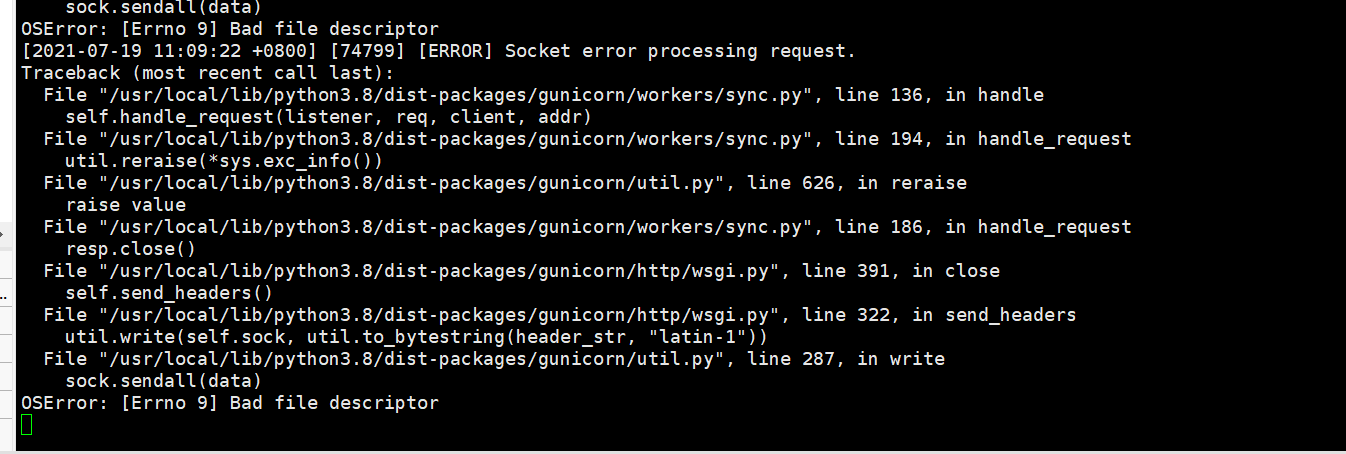 sock.sendall(data)
OSError: [Errno 9] Bad file descriptor
[2021-07-19 11:09:22 +0800] [74799] [ERROR] Socket error processing request.
Traceback (most recent call last):
  File "/usr/local/lib/python3.8/dist-packages/gunicorn/workers/sync.py", line 136, in handle
    self.handle_request(listener, req, client, addr)
  File "/usr/local/lib/python3.8/dist-packages/gunicorn/workers/sync.py", line 194, in handle_request
    util.reraise(*sys.exc_info())
  File "/usr/local/lib/python3.8/dist-packages/gunicorn/util.py", line 626, in reraise
    raise value
  File "/usr/local/lib/python3.8/dist-packages/gunicorn/workers/sync.py", line 186, in handle_request
    resp.close()
  File "/usr/local/lib/python3.8/dist-packages/gunicorn/http/wsgi.py", line 391, in close
    self.send_headers()
  File "/usr/local/lib/python3.8/dist-packages/gunicorn/http/wsgi.py", line 322, in send_headers
    util.write(self.sock, util.to_bytestring(header_str, "latin-1"))
  File "/usr/local/lib/python3.8/dist-packages/gunicorn/util.py", line 287, in write
    sock.sendall(data)
OSError: [Errno 9] Bad file descriptor